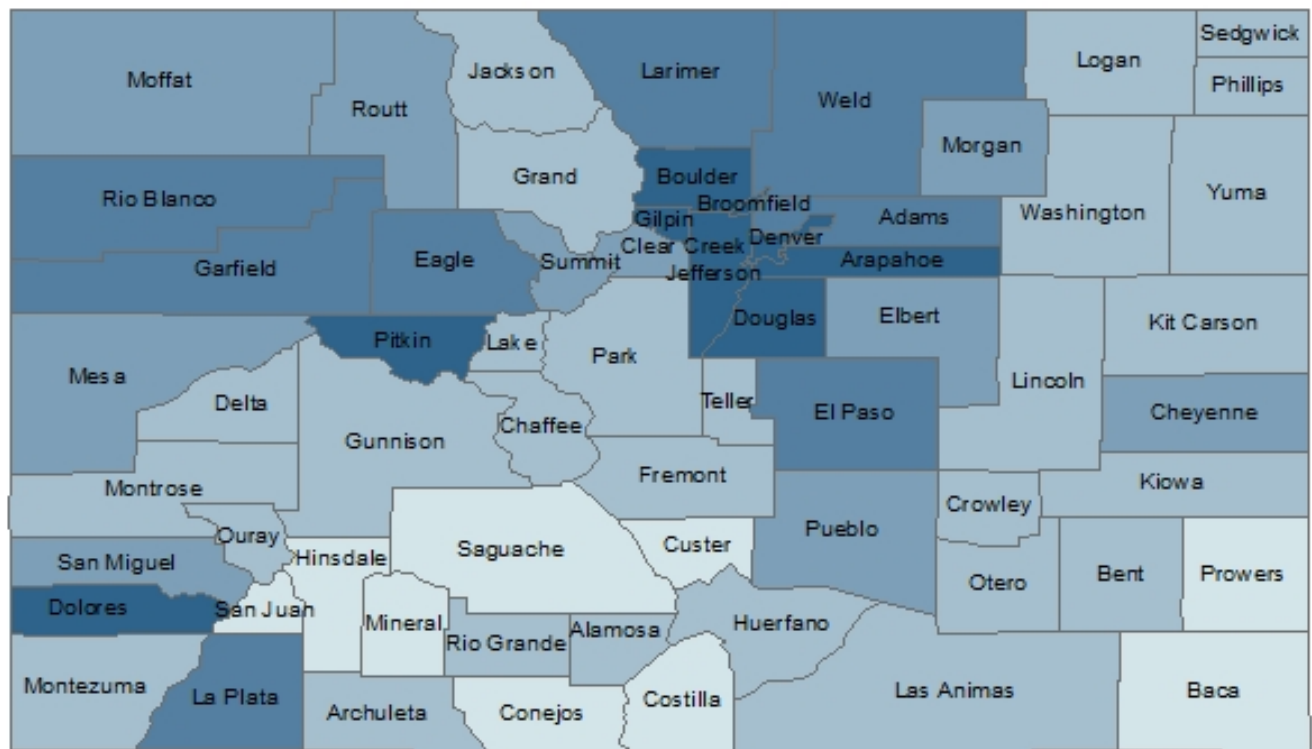 Moffat
Routt
Jackson
Larimer
Weld
Logan
Sedgwick
Phillips
Morgan
Grand
Boulder
Rio Blanco
Broomfield
Gilpin
Adams
Washington
Yuma
Clear Creek
Denver
Garfield
Eagle
Summit
Jefferson
Arapahoe
Pitkin
Lake
Park
Douglas
Elbert
Kit Carson
Mesa
Delta
Teller
Lincoln
El Paso
Cheyenne
Gunnison
Chaffee
Montrose
Fremont
Kiowa
Crowley
Ouray
Pueblo
San Miguel
Hinsdale
Saguache
Custer
Otero
Bent
Prowers
Dolores
San Juan
Mineral
Rio Grande
Alamosa
Huerfano
Montezuma
La Plata
Archuleta
Conejos
Costilla
Las Animas
Baca